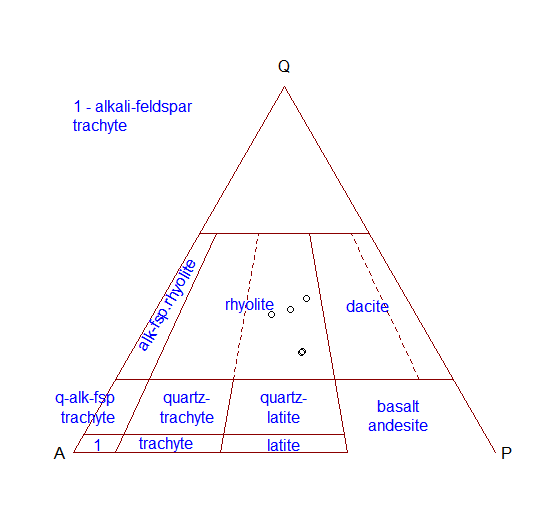 Q
1 - alkali-feldspar
trachyte
alk-fsp.rhyolite
rhyolite
dacite
q-alk-fsp
trachyte
quartz-
trachyte
quartz-
latite
basalt
andesite
A
1
trachyte
latite
P